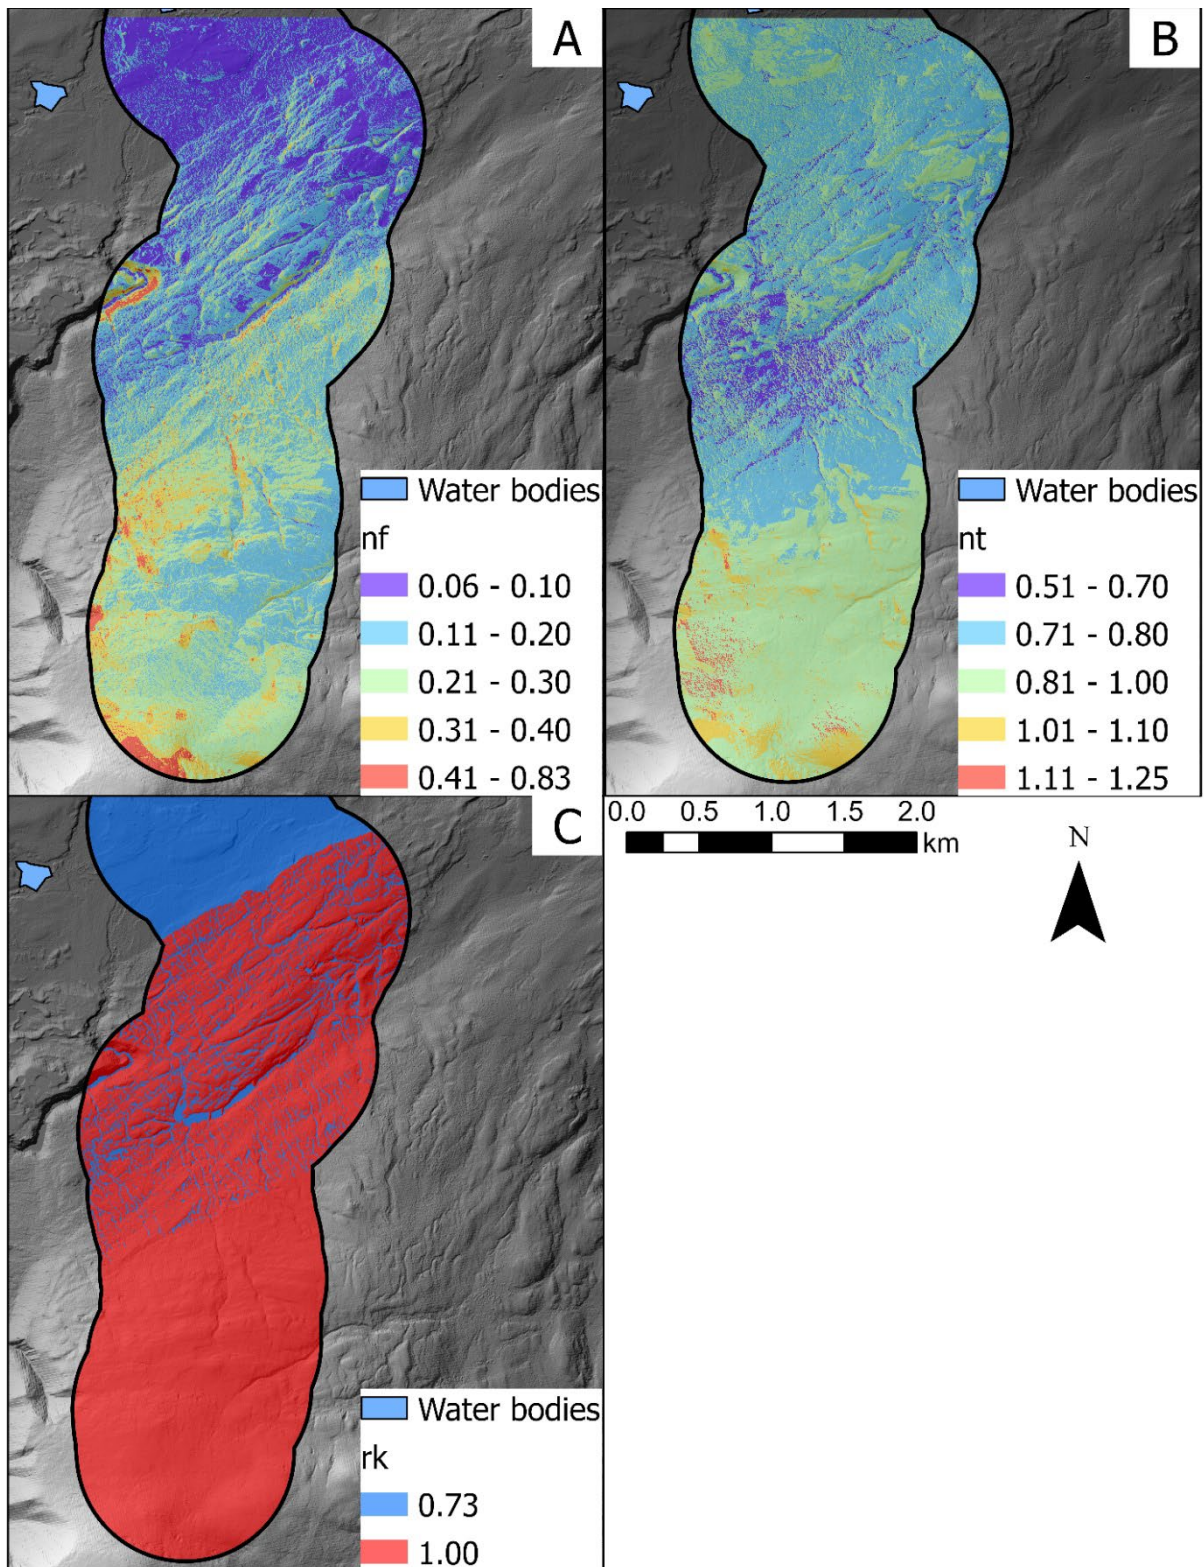 A
Water bodies
nf
0.06 - 0.10
0.11 - 0.20
0.21 - 0.30
0.31 - 0.40
0.41 - 0.83
B
Water bodies
nt
0.51 - 0.70
0.71 - 0.80
0.81 - 1.00
1.01 - 1.10
1.11 - 1.25
C
Water bodies
rk
0.73
1.00
0.0 0.5 1.0 1.5 2.0
km
N